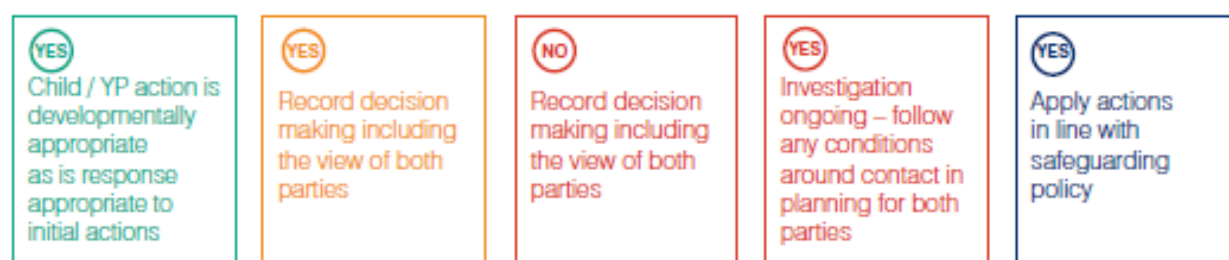 YES
Child / YP action is
developmentally
appropriate
as is response
appropriate to
initial actions
YES
Record decision
making including
the view of both
parties
NO
Record decision
making including
the view of both
parties
YES
Investigation
ongoing – follow
any conditions
around contact in
planning for both
parties
YES
Apply actions
in line with
safeguarding
policy